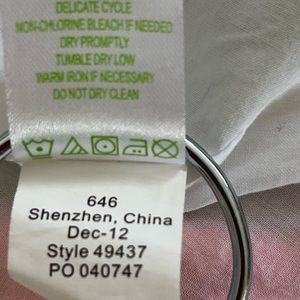 DELICATE CYCLE
NON-CHLORINE BLEACH IF NEEDED
DRY PROMPTLY
TUMBLE DRY LOW
WARM IRON IF NECESSARY
DO NOT DRY CLEAN
646
Shenzhen, China
Dec-12
Style 49437
PO 040747